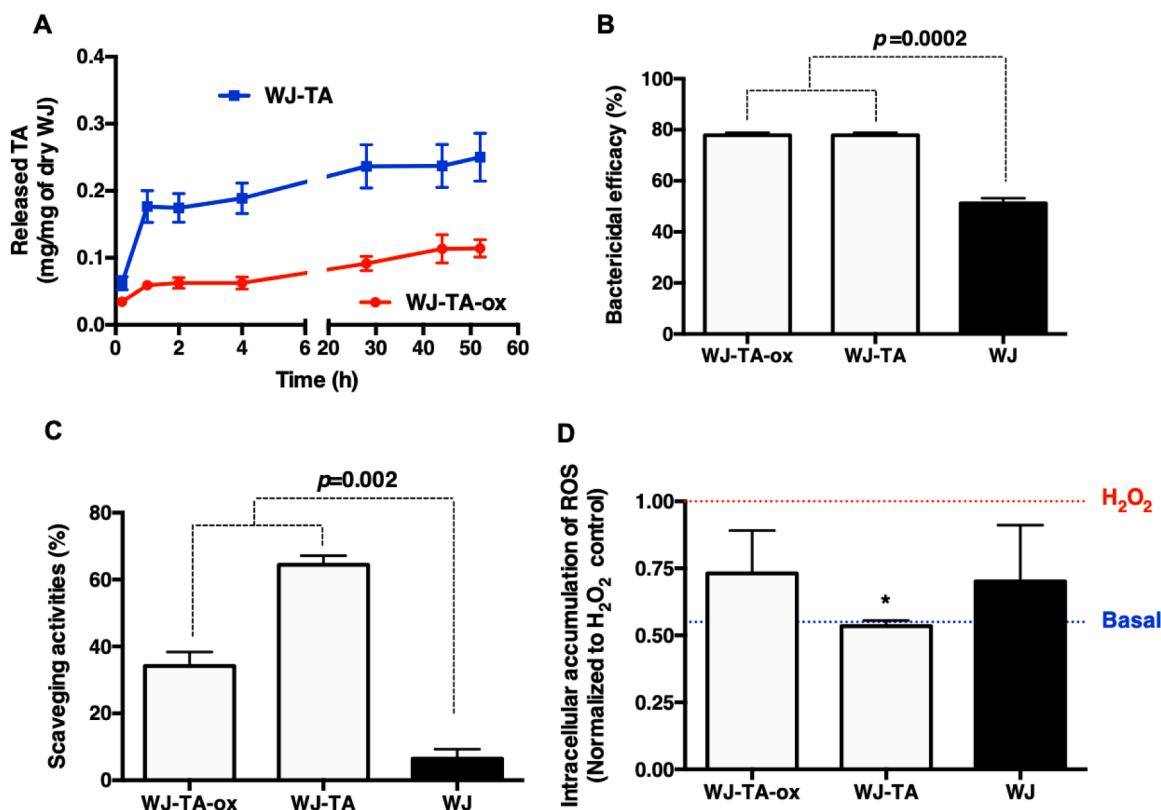 A
Released TA
(mg/mg of dry WJ)
0.4
0.3
0.2
0.1
0.0
WJ-TA
WJ-TA-ox
0 2 4 6 20 30 40 50 60
Time (h)
B
p=0.0002
Bactericidal efficacy (%)
100
80
60
40
20
0
WJ-TA-ox WJ-TA WJ
C
p=0.002
Scaveging activities (%)
80
60
40
20
0
WJ-TA-ox WJ-TA WJ
D
Intracellular accumulation of ROS
(Normalized to H₂O₂ control)
1.00
0.75
0.50
0.25
0.00
H₂O₂
*
Basal
WJ-TA-ox WJ-TA WJ